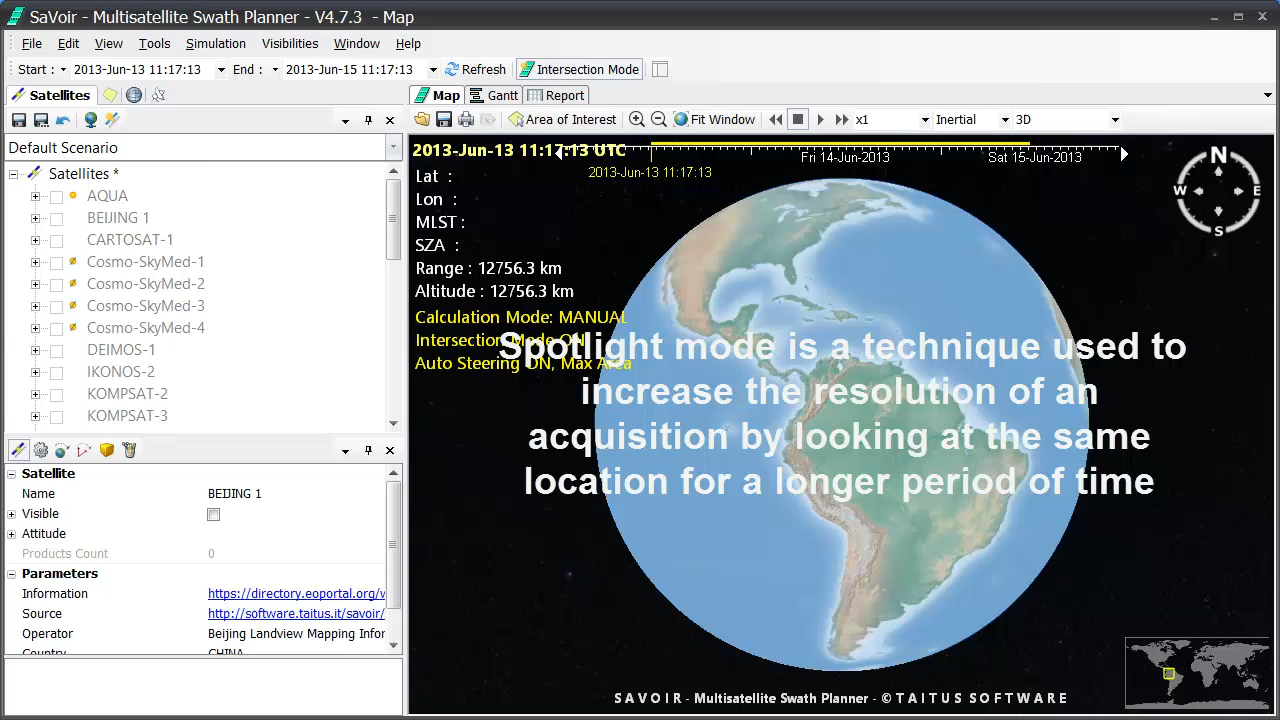 SaVoir - Multisatellite Swath Planner - V4.7.3 - Map
File Edit View Tools Simulation Visibilities Window Help
Start : 2013-Jun-13 11:17:13 End : 2013-Jun-15 11:17:13 Refresh Intersection Mode
Satellites
Map Gantt Report
Area of Interest Fit Window x1 Inertial 3D
Default Scenario
Satellites *
AQUA
BEIJING 1
CARTOSAT-1
Cosmo-SkyMed-1
Cosmo-SkyMed-2
Cosmo-SkyMed-3
Cosmo-SkyMed-4
DEIMOS-1
IKONOS-2
KOMPSAT-2
KOMPSAT-3
Satellite
Name BEIJING 1
Visible
Attitude
Products Count 0
Parameters
Information https://directory.eoportal.org/w
Source http://software.taitus.it/savoir/
Operator Beijing Landview Mapping Infor
Country CHINA
2013-Jun-13 11:17:13 UTC
Fri 14-Jun-2013 Sat 15-Jun-2013
2013-Jun-13 11:17:13
Lat :
Lon :
MLST :
SZA :
Range : 12756.3 km
Altitude : 12756.3 km
Calculation Mode: MANUAL
Intersection Mode ON
Auto Steering ON, Max Area
N
W E
S
Spotlight mode is a technique used to
increase the resolution of an
acquisition by looking at the same
location for a longer period of time
SAVOIR - Multisatellite Swath Planner - © TAITUS SOFTWARE